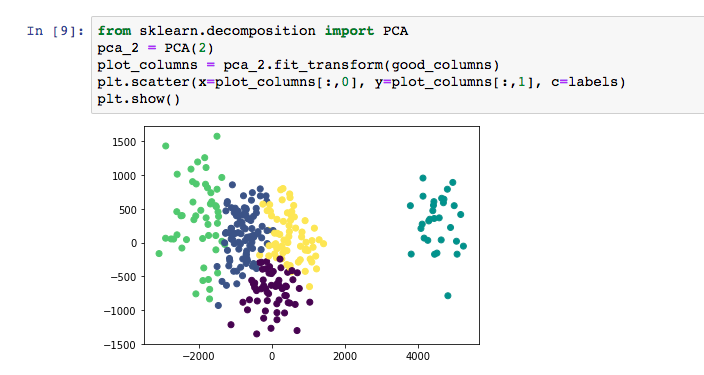 In [9]: from sklearn.decomposition import PCA
pca_2 = PCA(2)
plot_columns = pca_2.fit_transform(good_columns)
plt.scatter(x=plot_columns[:,0], y=plot_columns[:,1], c=labels)
plt.show()
1500
1000
500
0
−500
−1000
−1500
−2000 0 2000 4000